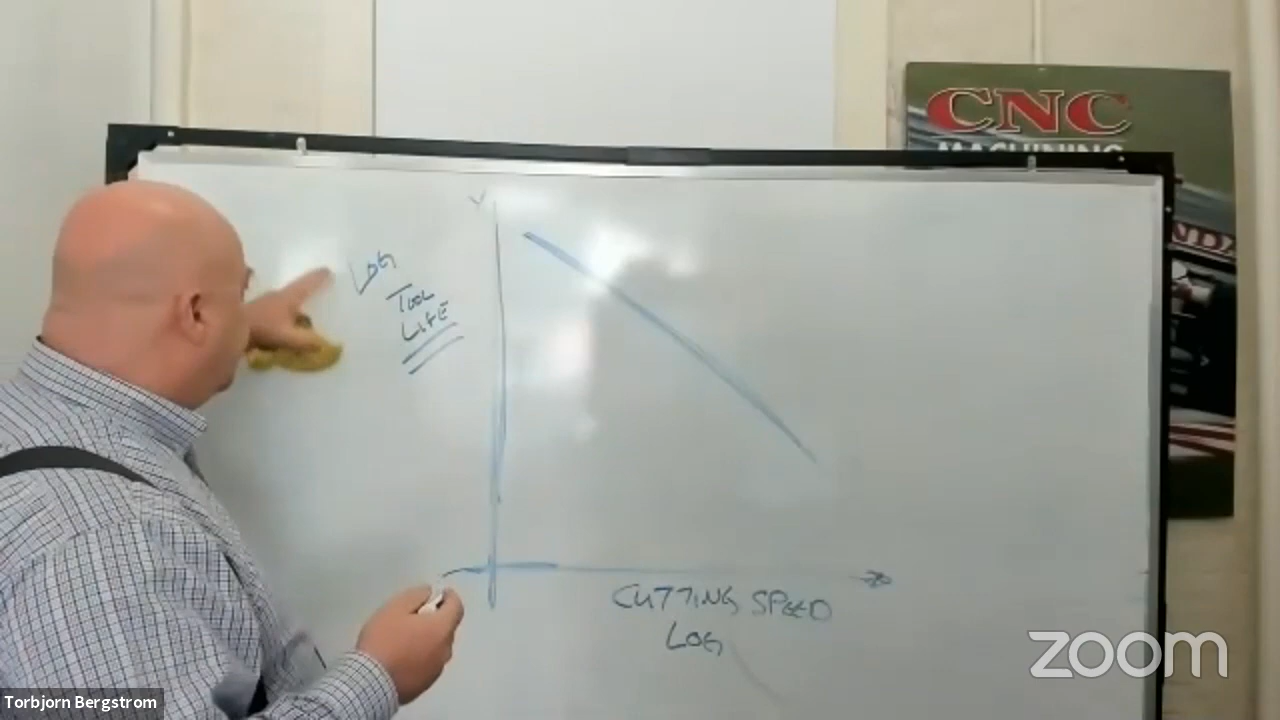 CNC
MACHINING
LOG
TOOL
LIFE
CUTTING SPEED
LOG
zoom
Torbjorn Bergstrom